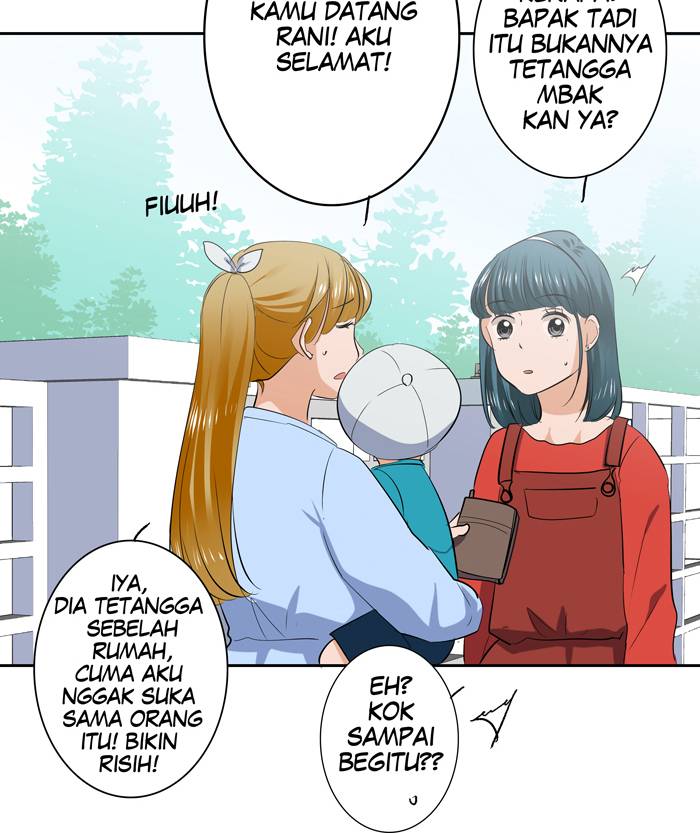 KAMU DATANG
RANI! AKU
SELAMAT!
BAPAK TADI
ITU BUKANNYA
TETANGGA
MBAK
KAN YA?
FIUUH!
IYA,
DIA TETANGGA
SEBELAH
RUMAH,
CUMA AKU
NGGAK SUKA
SAMA ORANG
ITU! BIKIN
RISIH!
EH?
KOK
SAMPAI
BEGITU??